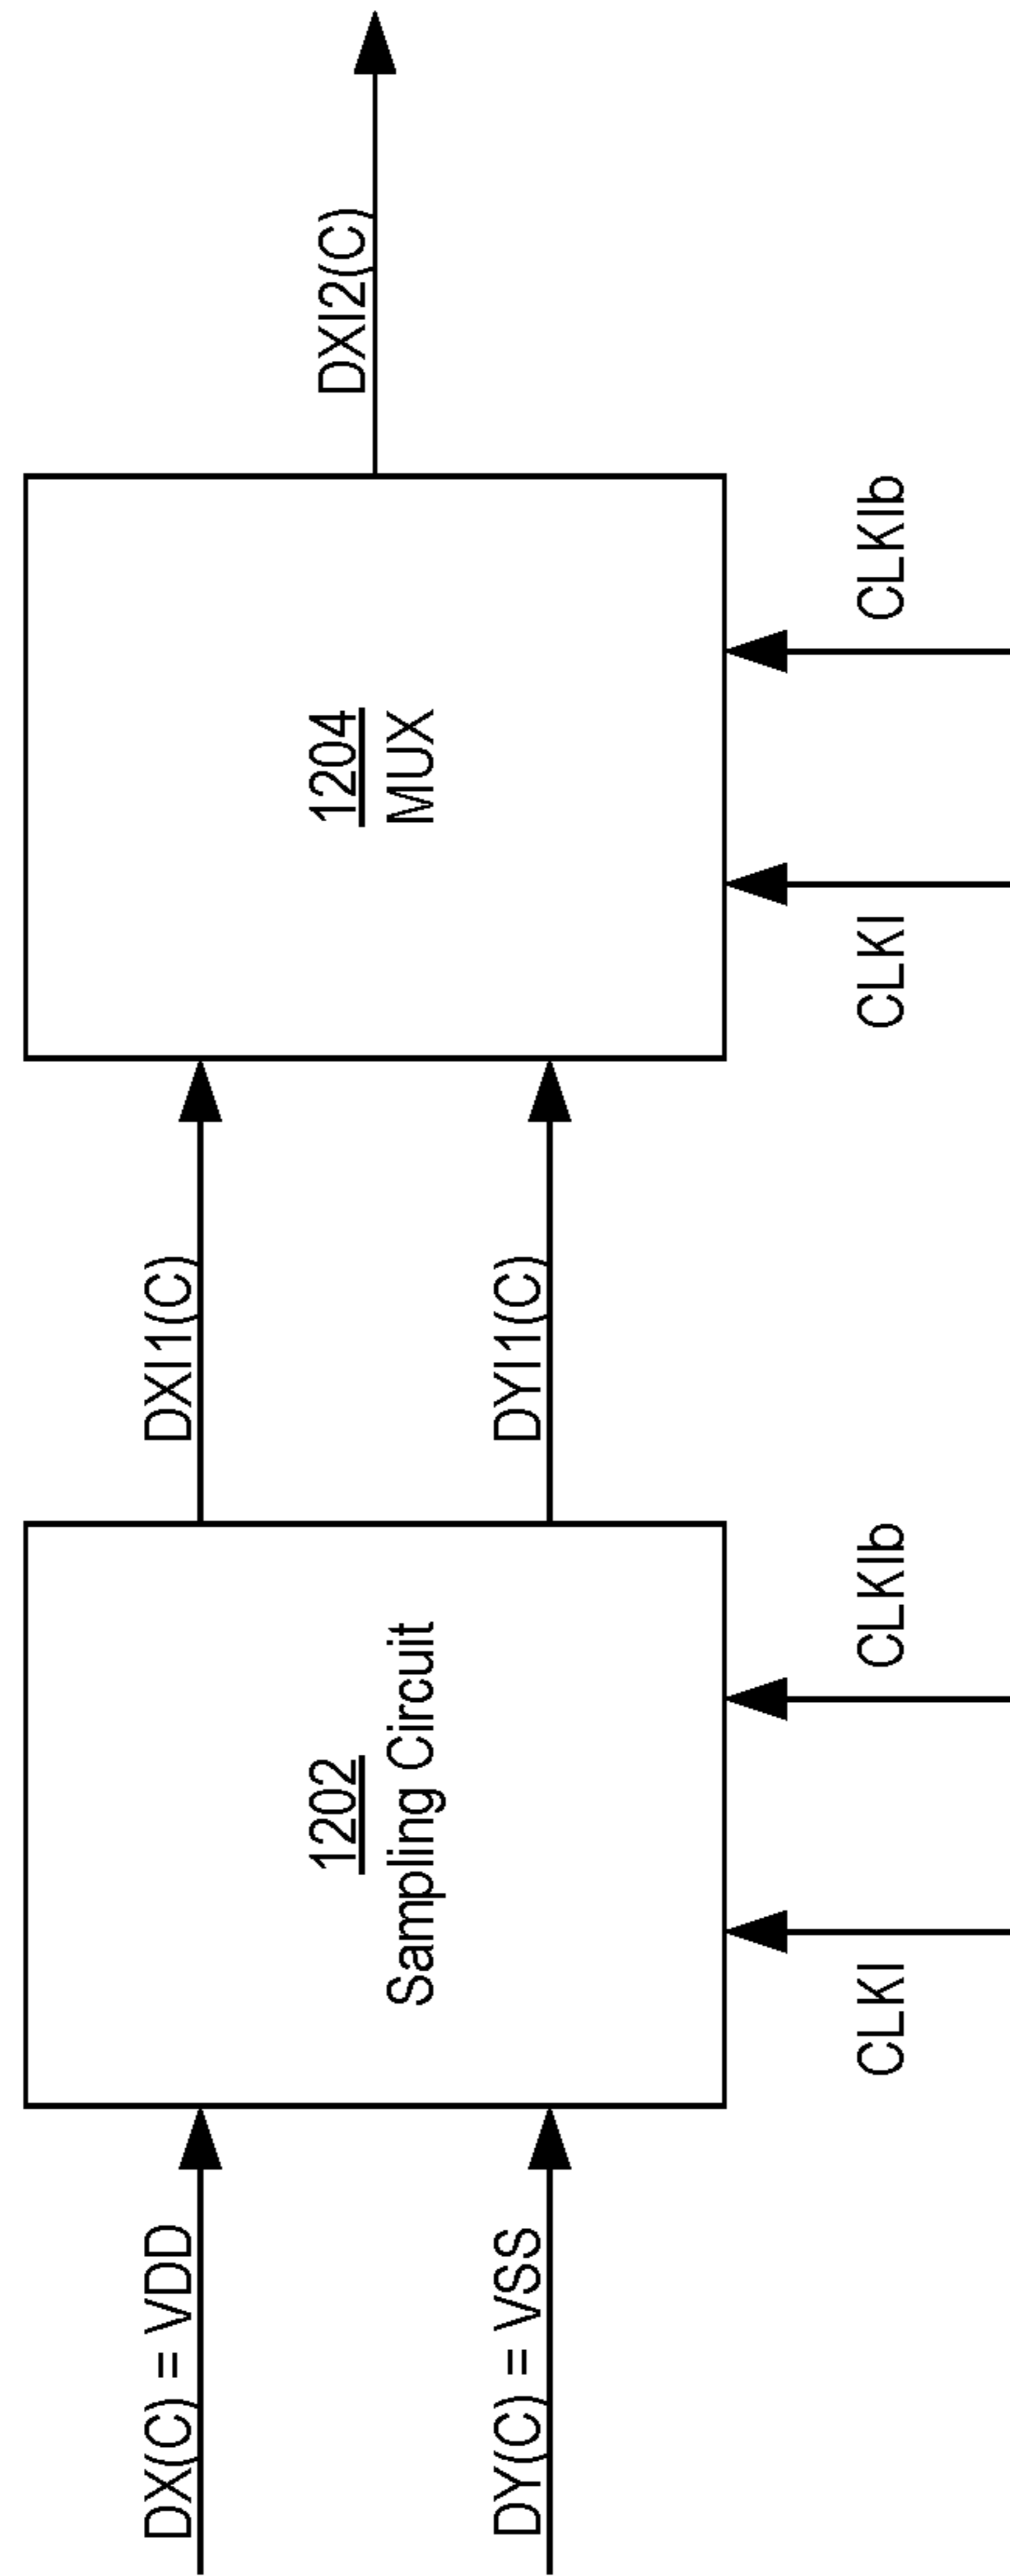 DX(C) = VDD
DY(C) = VSS
1202
Sampling Circuit
CLKI
CLKIb
DXI1(C)
DYI1(C)
1204
MUX
CLKI
CLKIb
DXI2(C)